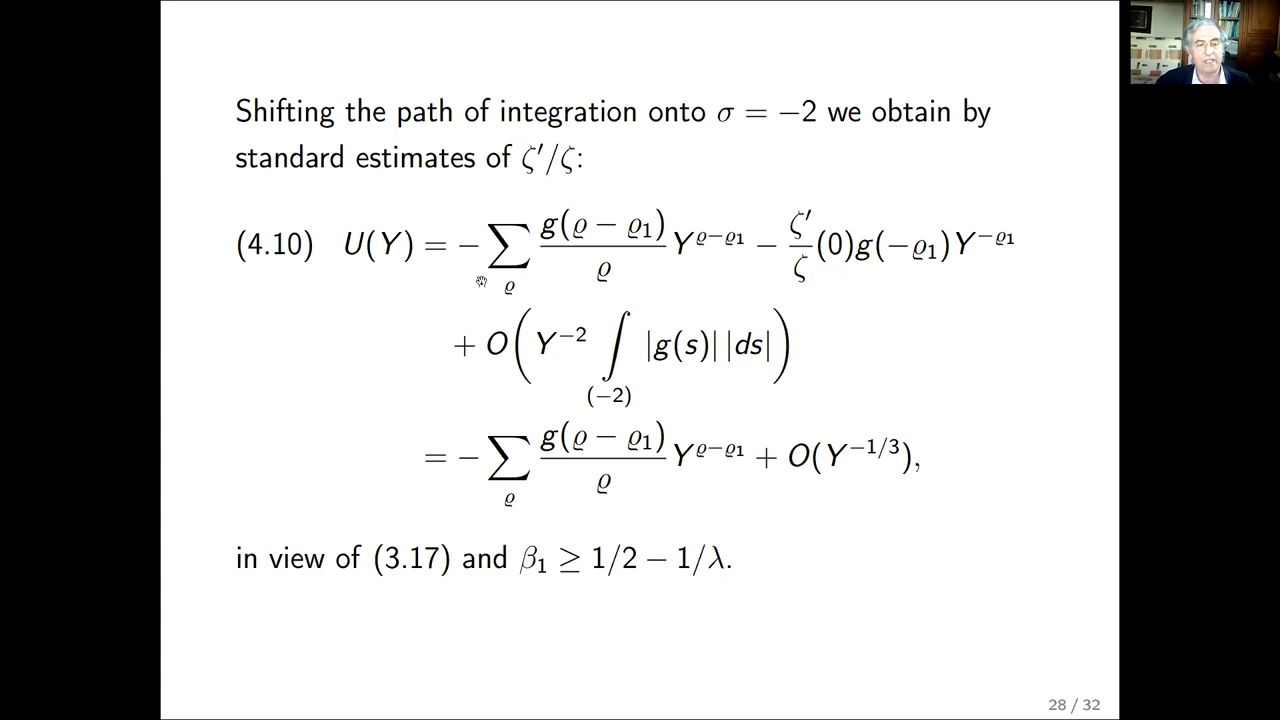 Shifting the path of integration onto σ = −2 we obtain by
standard estimates of ζ′/ζ:
(4.10) U(Y) = −∑_ϱ g(ϱ − ϱ₁)/ϱ Y^{ϱ−ϱ₁} − ζ′/ζ (0)g(−ϱ₁)Y^{−ϱ₁}
+ O(Y^{−2} ∫_{(−2)} |g(s)| |ds|)
= −∑_ϱ g(ϱ − ϱ₁)/ϱ Y^{ϱ−ϱ₁} + O(Y^{−1/3}),
in view of (3.17) and β₁ ≥ 1/2 − 1/λ.
28 / 32